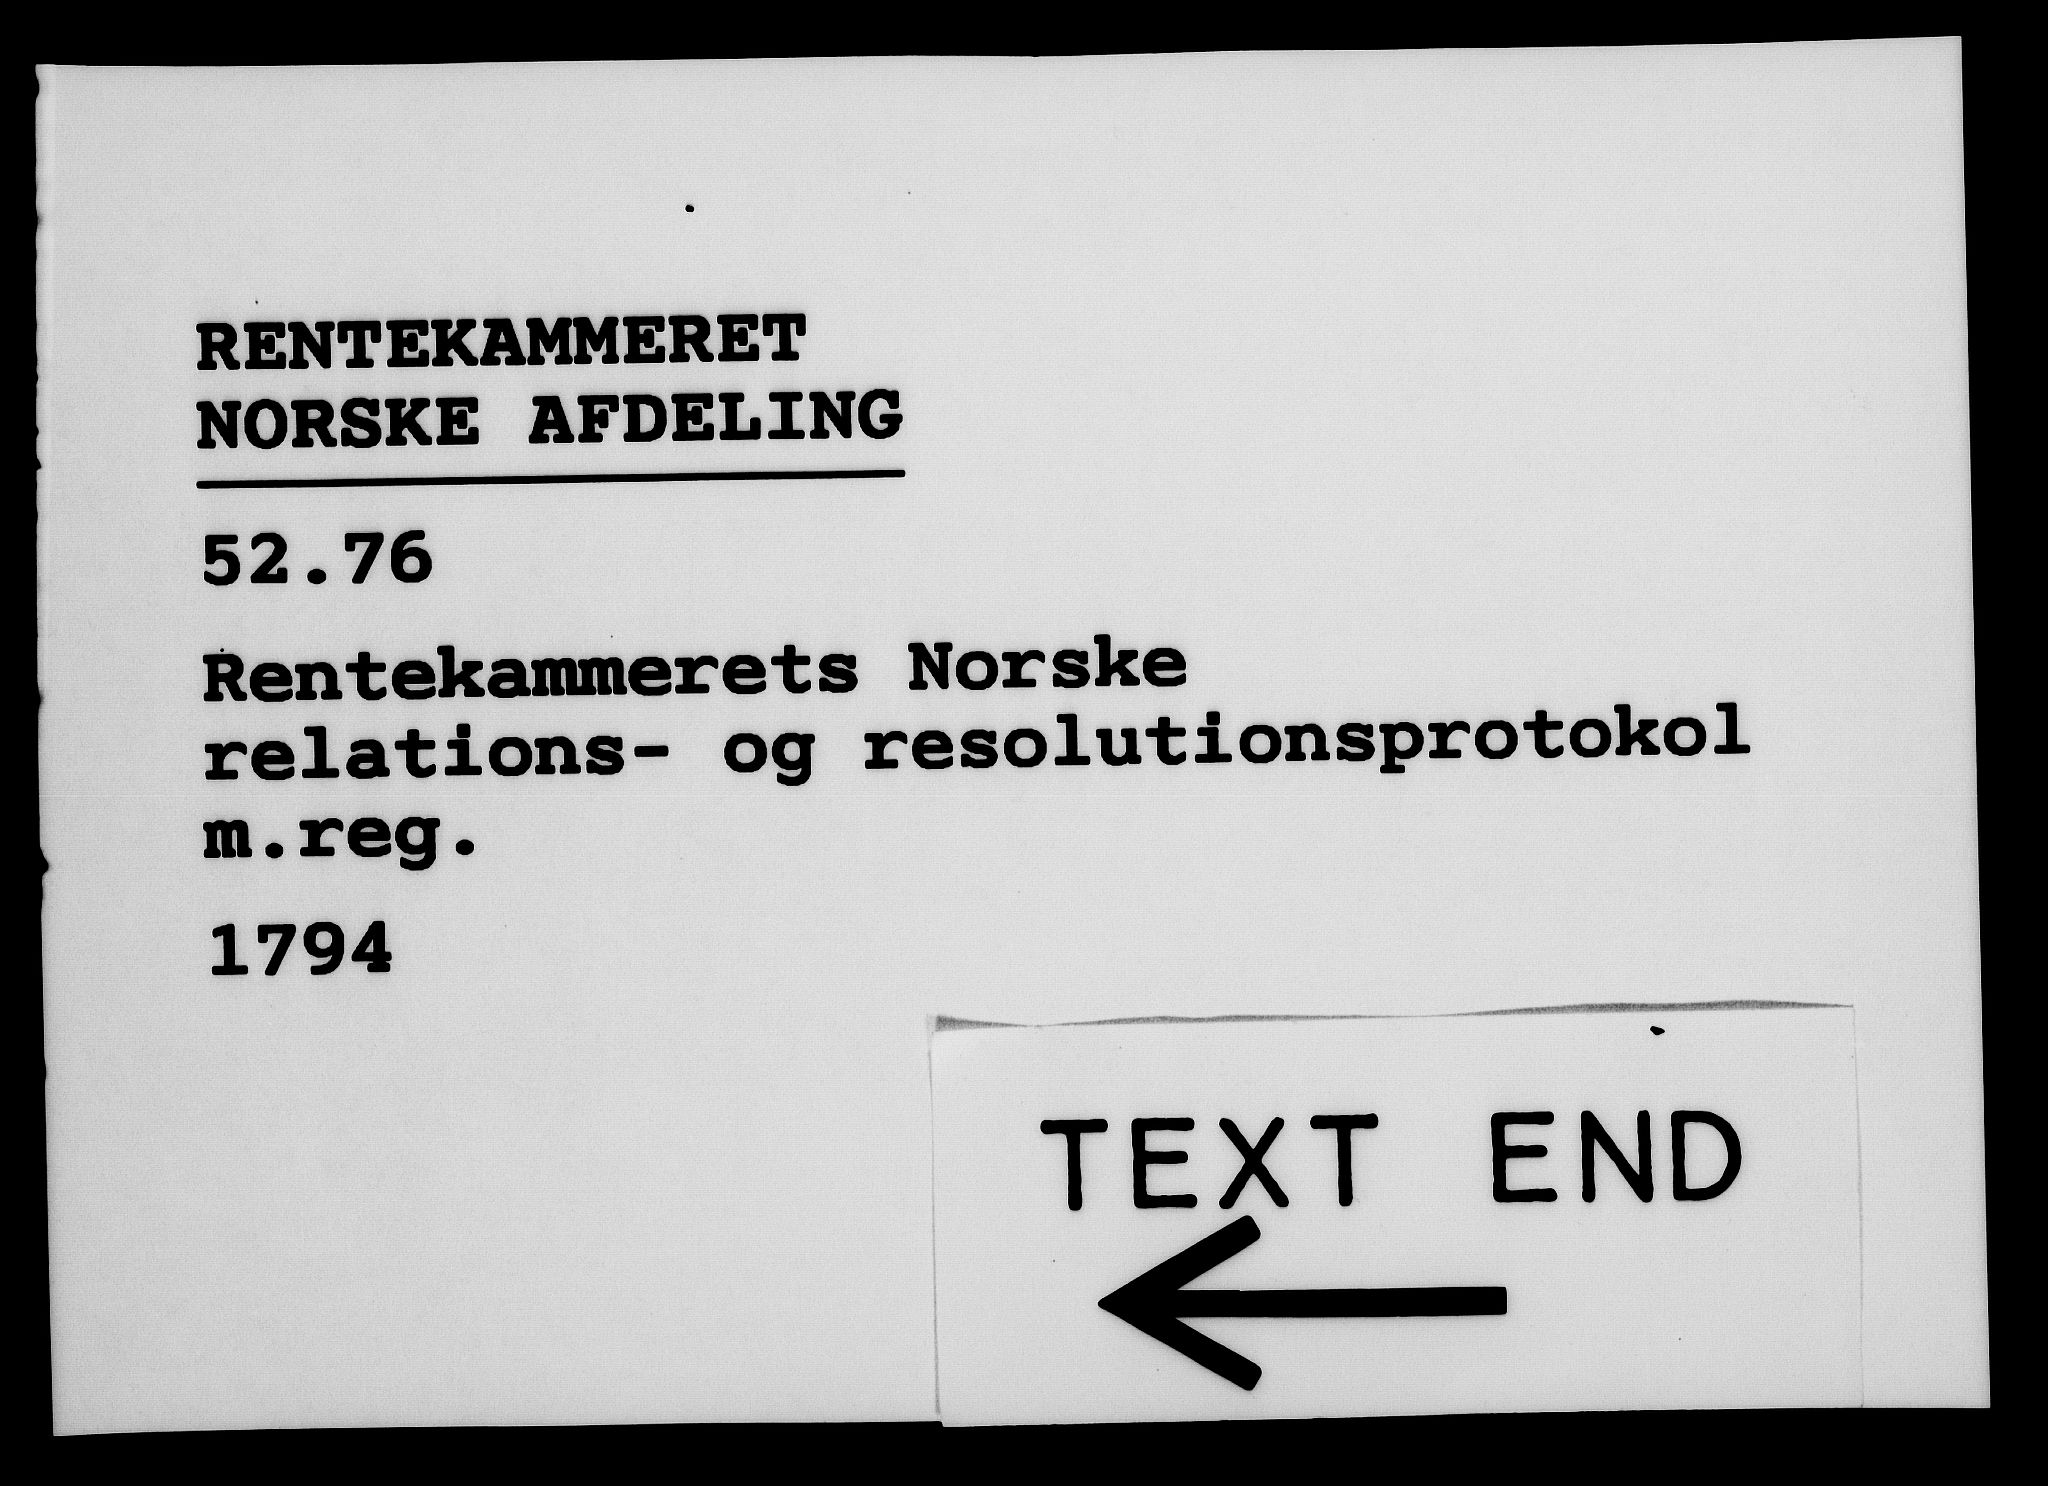 RENTEKAMMERET
NORSKE AFDELING
52.76
Rentekammerets Norske
relations- og resolutionsprotokol
m.reg.
1794
TEXT END